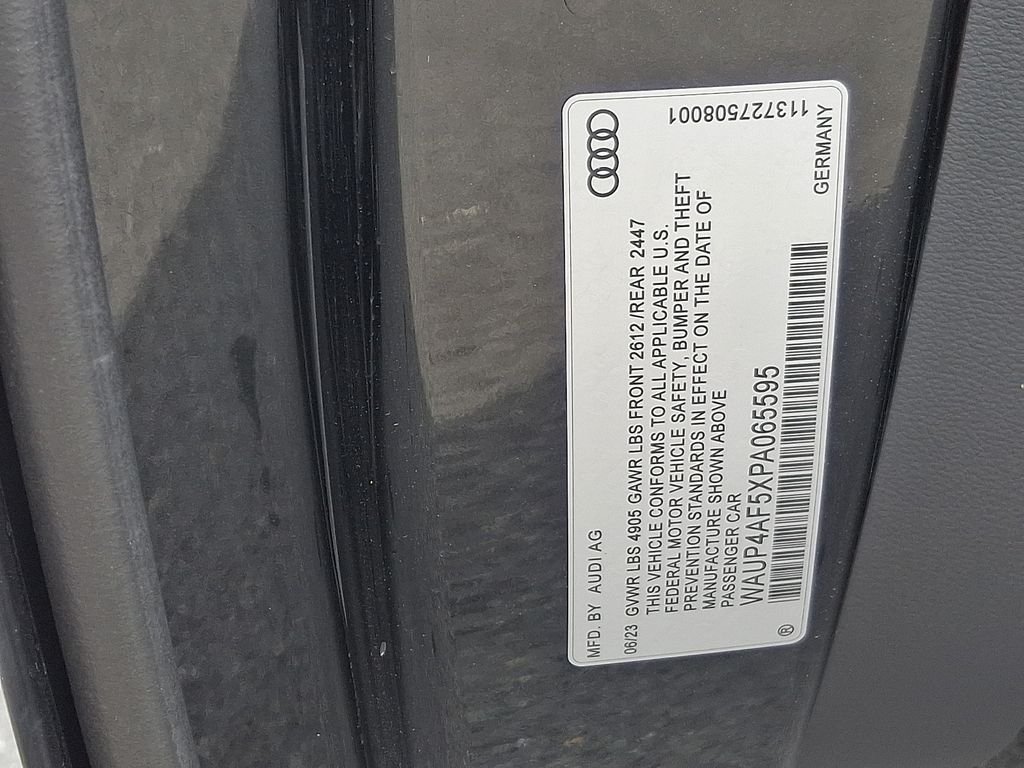 MFD. BY AUDI AG
06/23 GVWR LBS 4905 GAWR LBS FRONT 2612 /REAR 2447
THIS VEHICLE CONFORMS TO ALL APPLICABLE U.S.
FEDERAL MOTOR VEHICLE SAFETY, BUMPER AND THEFT
PREVENTION STANDARDS IN EFFECT ON THE DATE OF
MANUFACTURE SHOWN ABOVE
PASSENGER CAR
WAUP4AF5XPA065595
®
113727508001
GERMANY